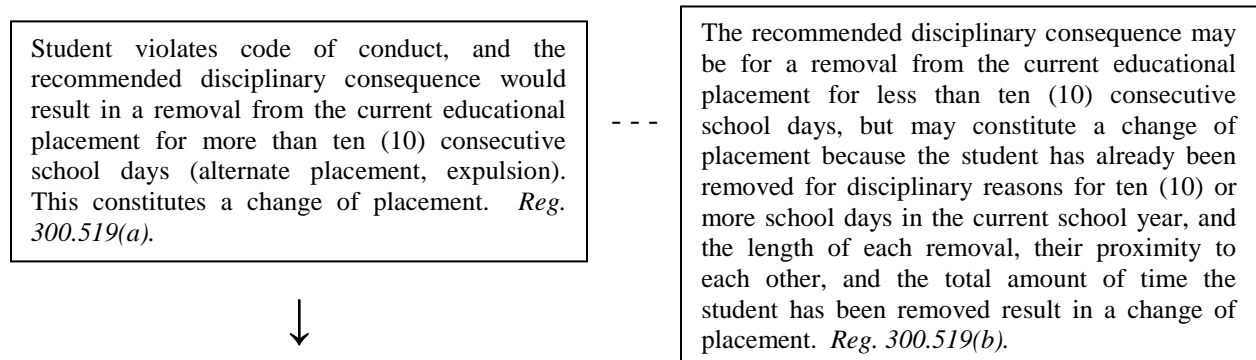 Student violates code of conduct, and the
recommended disciplinary consequence would
result in a removal from the current educational
placement for more than ten (10) consecutive
school days (alternate placement, expulsion).
This constitutes a change of placement. Reg.
300.519(a).
- - -
The recommended disciplinary consequence may
be for a removal from the current educational
placement for less than ten (10) consecutive
school days, but may constitute a change of
placement because the student has already been
removed for disciplinary reasons for ten (10) or
more school days in the current school year, and
the length of each removal, their proximity to
each other, and the total amount of time the
student has been removed result in a change of
placement. Reg. 300.519(b).